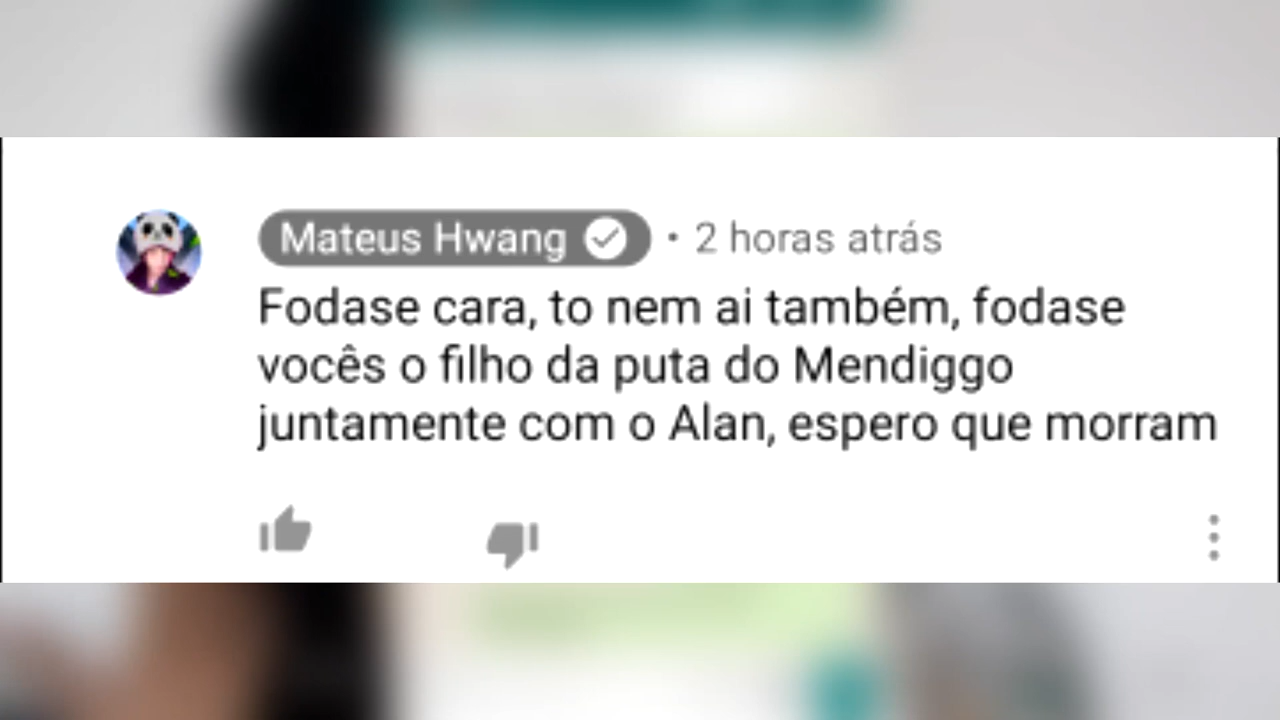 Mateus Hwang • 2 horas atrás
Fodase cara, to nem ai também, fodase
vocês o filho da puta do Mendiggo
juntamente com o Alan, espero que morram